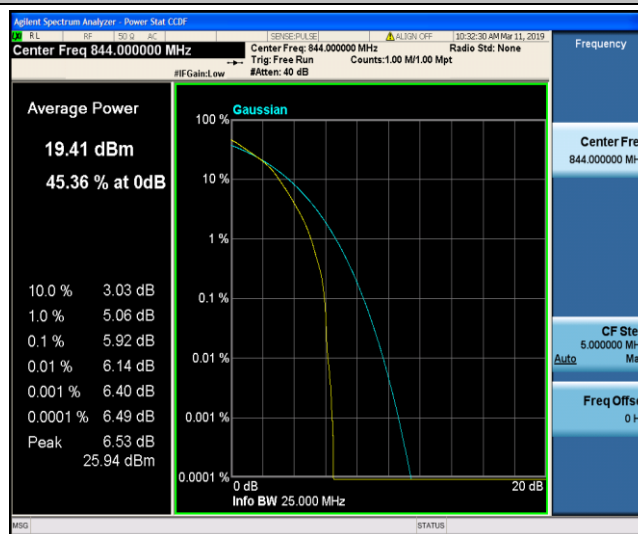 Agilent Spectrum Analyzer - Power Stat CCDF
RL RF 50 Ω AC SENSE:PULSE ALIGN OFF 10:32:30 AM Mar 11, 2019
Center Freq 844.000000 MHz
Center Freq: 844.000000 MHz Radio Std: None
Trig: Free Run Counts:1.00 M/1.00 Mpt
#IFGain:Low #Atten: 40 dB
Frequency
Average Power
19.41 dBm
45.36 % at 0dB
10.0 % 3.03 dB
1.0 % 5.06 dB
0.1 % 5.92 dB
0.01 % 6.14 dB
0.001 % 6.40 dB
0.0001 % 6.49 dB
Peak 6.53 dB
25.94 dBm
Gaussian
100 %
10 %
1 %
0.1 %
0.01 %
0.001 %
0.0001 %
0 dB 20 dB
Info BW 25.000 MHz
Center Fre
844.000000 MH
CF Ste
5.000000 MH
Auto Ma
Freq Offse
0 H
MSG STATUS